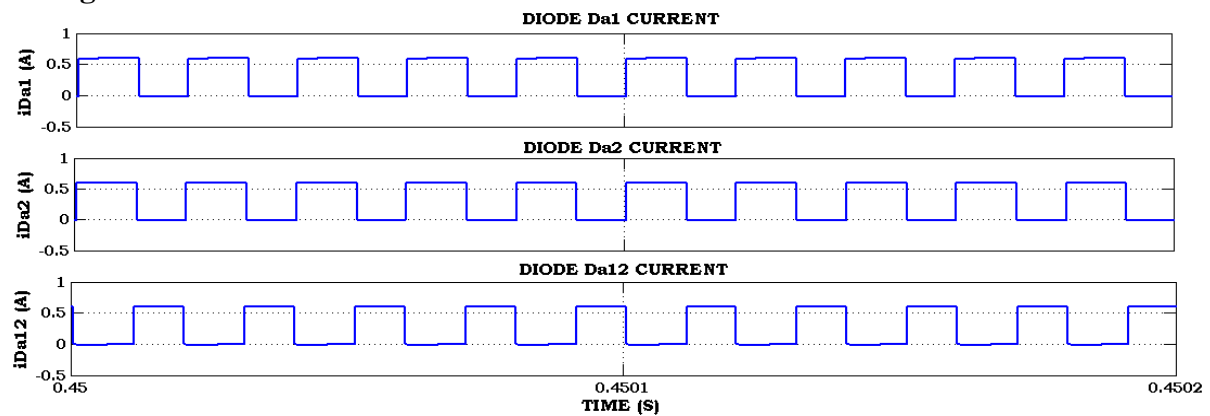 DIODE Da1 CURRENT
1
0.5
0
-0.5
iDa1 (A)
DIODE Da2 CURRENT
1
0.5
0
-0.5
iDa2 (A)
DIODE Da12 CURRENT
1
0.5
0
-0.5
iDa12 (A)
0.45 0.4501 0.4502
TIME (S)